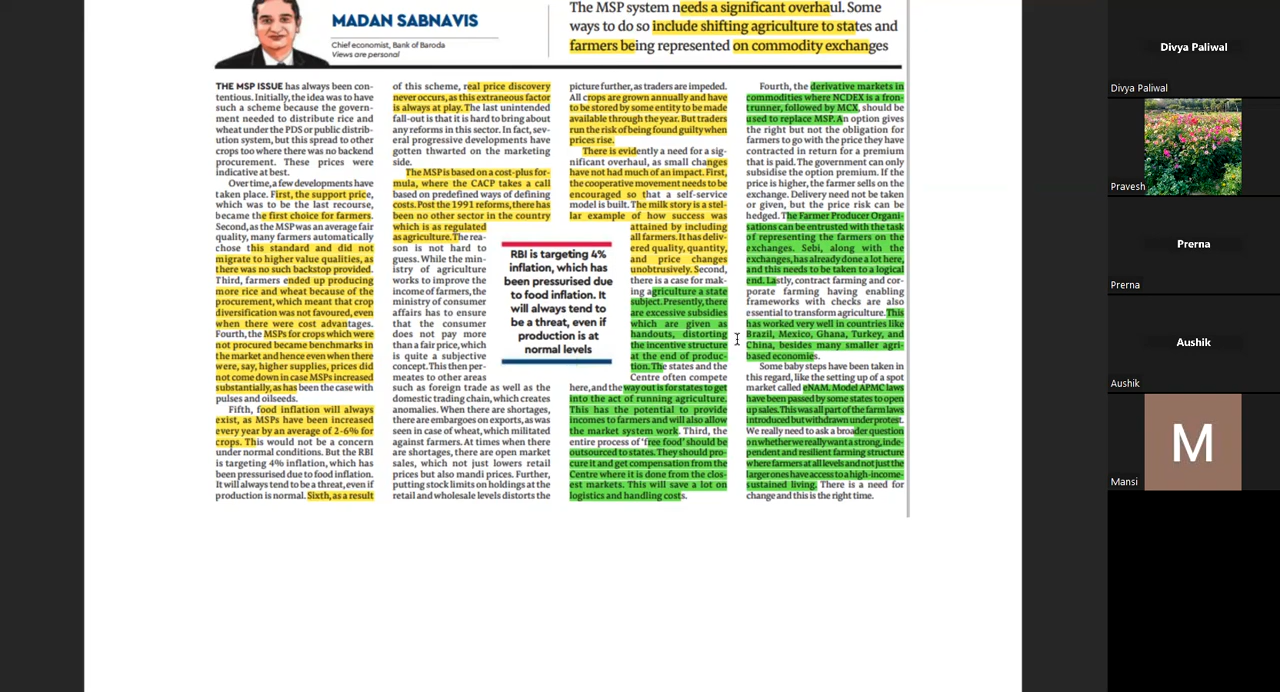 MADAN SABNAVIS
Chief economist, Bank of Baroda
Views are personal
The MSP system needs a significant overhaul. Some
ways to do so include shifting agriculture to states and
farmers being represented on commodity exchanges
THE MSP ISSUE has always been con-
tentious. Initially, the idea was to have
such a scheme because the govern-
ment needed to distribute rice and
wheat under the PDS or public distrib-
ution system, but this spread to other
crops too where there was no backend
procurement. These prices were
indicative at best.
Over time, a few developments have
taken place. First, the support price,
which was to be the last recourse,
became the first choice for farmers.
Second, as the MSP was an average fair
quality, many farmers automatically
chose this standard and did not
migrate to higher value qualities, as
there was no such backstop provided.
Third, farmers ended up producing
more rice and wheat because of the
procurement, which meant that crop
diversification was not favoured, even
when there were cost advantages.
Fourth, the MSPs for crops which were
not procured became benchmarks in
the market and hence even when there
were, say, higher supplies, prices did
not come down in case MSPs increased
substantially, as has been the case with
pulses and oilseeds.
Fifth, food inflation will always
exist, as MSPs have been increased
every year by an average of 2-6% for
crops. This would not be a concern
under normal conditions. But the RBI
is targeting 4% inflation, which has
been pressurised due to food inflation.
It will always tend to be a threat, even if
production is normal. Sixth, as a result
of this scheme, real price discovery
never occurs, as this extraneous factor
is always at play. The last unintended
fall-out is that it is hard to bring about
any reforms in this sector. In fact, sev-
eral progressive developments have
gotten thwarted on the marketing
side.
The MSP is based on a cost-plus for-
mula, where the CACP takes a call
based on predefined ways of defining
costs. Post the 1991 reforms, there has
been no other sector in the country
which is as regulated
as agriculture. The rea-
son is not hard to
guess. While the min-
istry of agriculture
works to improve the
income of farmers, the
ministry of consumer
affairs has to ensure
that the consumer
does not pay more
than a fair price, which
is quite a subjective
concept. This then per-
meates to other areas
such as foreign trade as well as the
domestic trading chain, which creates
anomalies. When there are shortages,
there are embargoes on exports, as was
seen in case of wheat, which militated
against farmers. At times when there
are shortages, there are open market
sales, which not just lowers retail
prices but also mandi prices. Further,
putting stock limits on holdings at the
retail and wholesale levels distorts the
RBI is targeting 4%
inflation, which has
been pressurised due
to food inflation. It
will always tend to
be a threat, even if
production is at
normal levels
picture further, as traders are impeded.
All crops are grown annually and have
to be stored by some entity to be made
available through the year. But traders
run the risk of being found guilty when
prices rise.
There is evidently a need for a sig-
nificant overhaul, as small changes
have not had much of an impact. First,
the cooperative movement needs to be
encouraged so that a self-service
model is built. The milk story is a stel-
lar example of how success was
attained by including
all farmers. It has deliv-
ered quality, quantity,
and price changes
unobtrusively. Second,
there is a case for mak-
ing agriculture a state
subject. Presently, there
are excessive subsidies
which are given as
handouts, distorting
the incentive structure
at the end of produc-
tion. The states and the
Centre often compete
here, and the way out is for states to get
into the act of running agriculture.
This has the potential to provide
incomes to farmers and will also allow
the market system work. Third, the
entire process of 'free food' should be
outsourced to states. They should pro-
cure it and get compensation from the
Centre where it is done from the clos-
est markets. This will save a lot on
logistics and handling costs.
Fourth, the derivative markets in
commodities where NCDEX is a fron-
trunner, followed by MCX, should be
used to replace MSP. An option gives
the right but not the obligation for
farmers to go with the price they have
contracted in return for a premium
that is paid. The government can only
subsidise the option premium. If the
price is higher, the farmer sells on the
exchange. Delivery need not be taken
or given, but the price risk can be
hedged. The Farmer Producer Organi-
sations can be entrusted with the task
of representing the farmers on the
exchanges. Sebi, along with the
exchanges, has already done a lot here,
and this needs to be taken to a logical
end. Lastly, contract farming and cor-
porate farming having enabling
frameworks with checks are also
essential to transform agriculture. This
has worked very well in countries like
Brazil, Mexico, Ghana, Turkey, and
China, besides many smaller agri-
based economies.
Some baby steps have been taken in
this regard, like the setting up of a spot
market called eNAM. Model APMC laws
have been passed by some states to open
up sales. This was all part of the farm laws
introduced but withdrawn under protest.
We really need to ask a broader question
on whether we really want a strong, inde-
pendent and resilient farming structure
where farmers at all levels and not just the
larger ones have access to a high-income-
sustained living. There is a need for
change and this is the right time.
Divya Paliwal
Divya Paliwal
Pravesh
Prerna
Prerna
Aushik
Aushik
M
Mansi